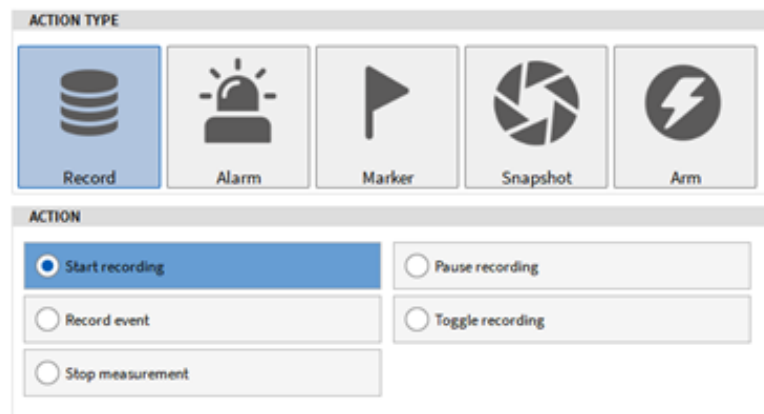 ACTION TYPE
Record Alarm Marker Snapshot Arm
ACTION
Start recording Pause recording
Record event Toggle recording
Stop measurement